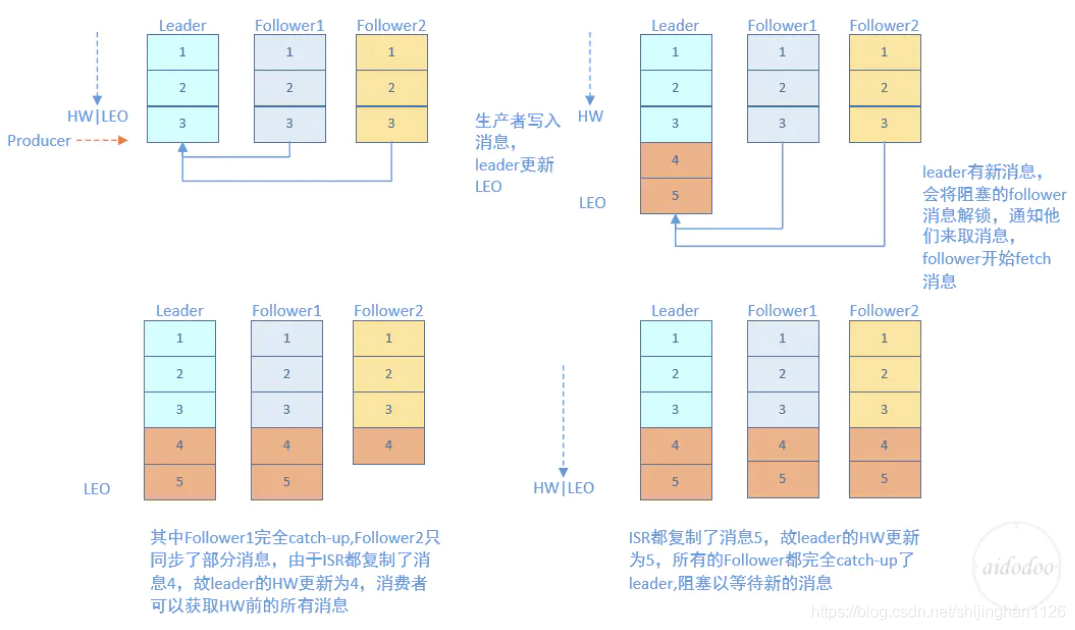 Leader Follower1 Follower2
1 1 1
2 2 2
HW|LEO
3 3 3
Producer
生产者写入
消息，
leader更新
LEO
Leader Follower1 Follower2
1 1 1
2 2 2
HW
3 3 3
4
5
LEO
leader有新消息，
会将阻塞的follower
消息解锁，通知他
们来取消息，
follower开始fetch
消息
Leader Follower1 Follower2
1 1 1
2 2 2
3 3 3
4 4 4
5 5
LEO
其中Follower1完全catch-up,Follower2只
同步了部分消息，由于ISR都复制了消
息4，故leader的HW更新为4，消费者
可以获取HW前的所有消息
Leader Follower1 Follower2
1 1 1
2 2 2
3 3 3
4 4 4
5 5 5
HW|LEO
ISR都复制了消息5，故leader的HW更新
为5，所有的Follower都完全catch-up了
leader,阻塞以等待新的消息
aidodoo
https://blog.csdn.net/shijinghan1126